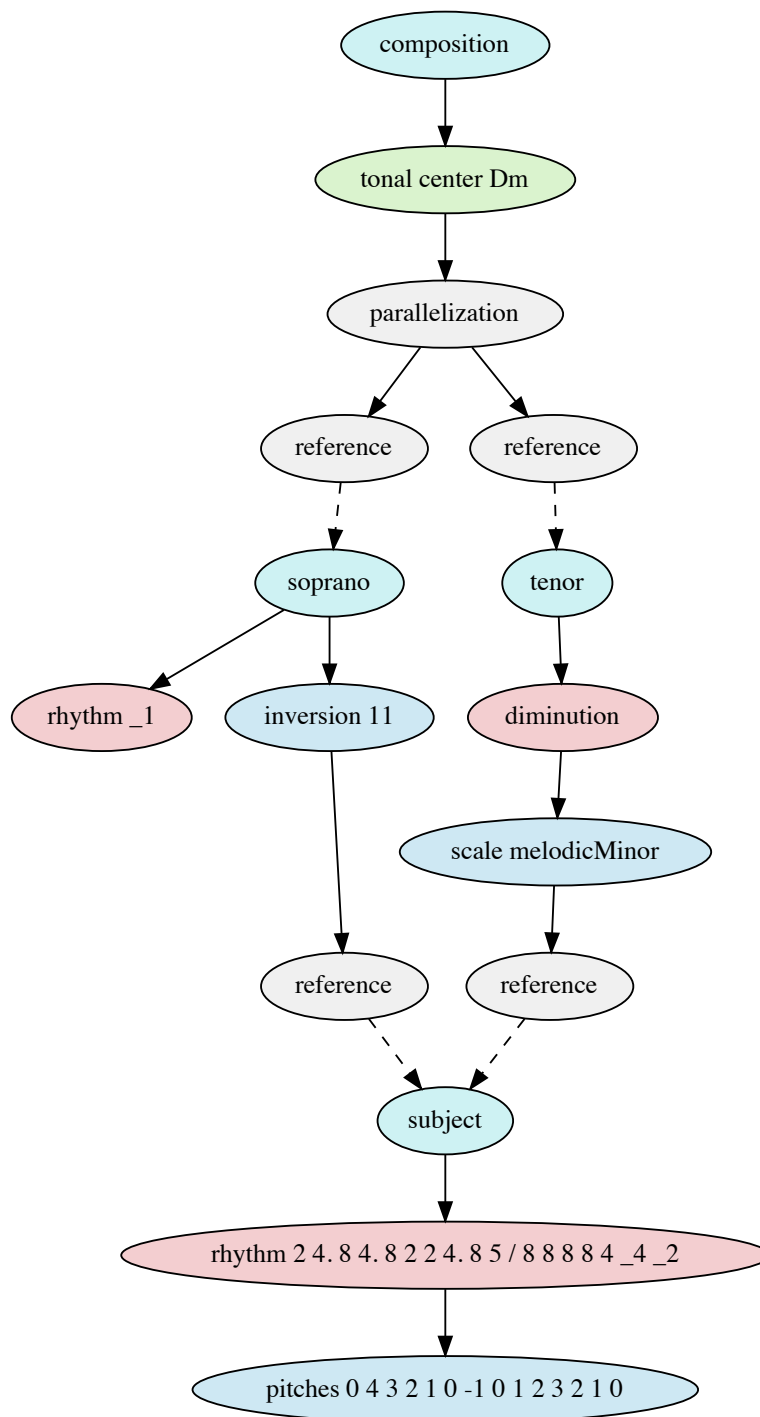 composition
tonal center Dm
parallelization
reference
reference
soprano
tenor
rhythm _1
inversion 11
diminution
scale melodicMinor
reference
reference
subject
rhythm 2 4. 8 4. 8 2 2 4. 8 5 / 8 8 8 8 4 _4 _2
pitches 0 4 3 2 1 0 -1 0 1 2 3 2 1 0